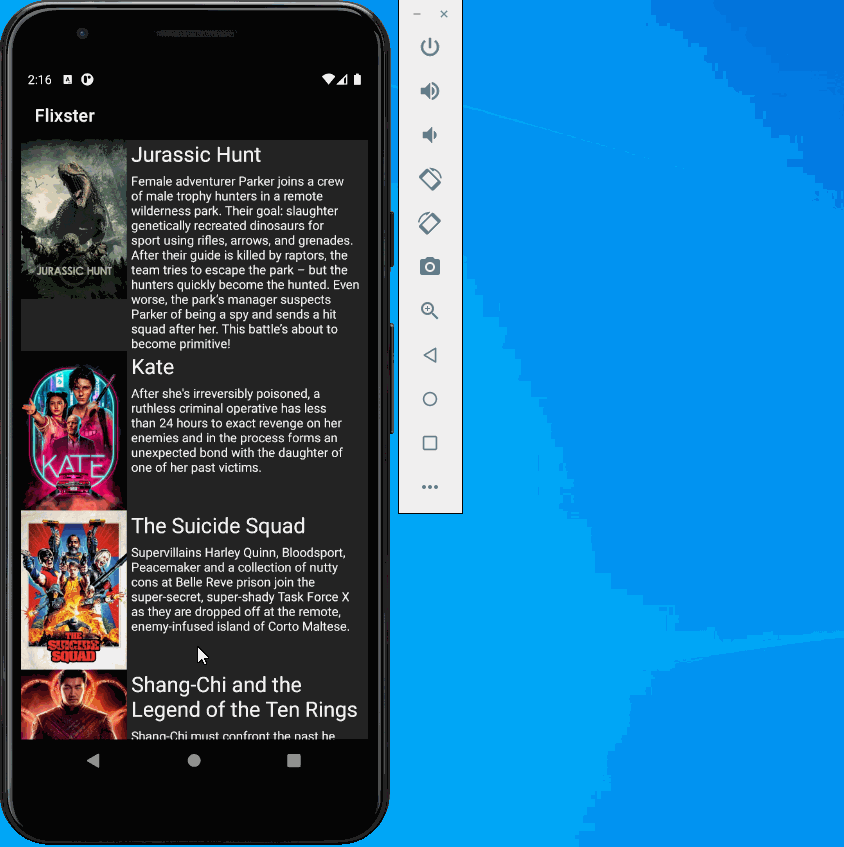 2:16
Flixster
JURASSIC HUNT
Jurassic Hunt
Female adventurer Parker joins a crew
of male trophy hunters in a remote
wilderness park. Their goal: slaughter
genetically recreated dinosaurs for
sport using rifles, arrows, and grenades.
After their guide is killed by raptors, the
team tries to escape the park – but the
hunters quickly become the hunted. Even
worse, the park’s manager suspects
Parker of being a spy and sends a hit
squad after her. This battle’s about to
become primitive!
KATE
Kate
After she's irreversibly poisoned, a
ruthless criminal operative has less
than 24 hours to exact revenge on her
enemies and in the process forms an
unexpected bond with the daughter of
one of her past victims.
THE
SUICIDE
SQUAD
The Suicide Squad
Supervillains Harley Quinn, Bloodsport,
Peacemaker and a collection of nutty
cons at Belle Reve prison join the
super-secret, super-shady Task Force X
as they are dropped off at the remote,
enemy-infused island of Corto Maltese.
Shang-Chi and the
Legend of the Ten Rings
Shang-Chi must confront the past he